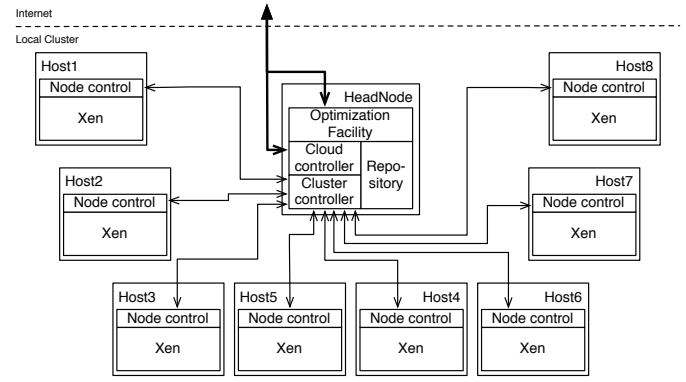 Internet
Local Cluster
Host1
Node control
Xen
HeadNode
Optimization
Facility
Cloud
controller
Cluster
controller
Repo-
sitory
Host8
Node control
Xen
Host2
Node control
Xen
Host7
Node control
Xen
Host3
Node control
Xen
Host5
Node control
Xen
Host4
Node control
Xen
Host6
Node control
Xen